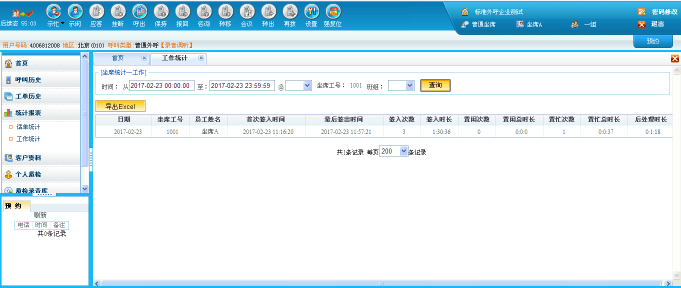 示忙 示闲 应答 挂断 呼出 保持 接回 咨询 转移 会议 转出 再拨 设置 强复位
标准外呼企业测试 密码修改
后处理 55:03
普通坐席 坐席A 一组 退出
用户号码: 4006812008 地区: 北京 (010) 呼叫类型: 普通外呼【录音调听】 预约
首页 首页 工作统计
呼叫历史
工单历史
统计报表
话单统计
工作统计
客户资料
个人质检
质检录音库
[坐席统计一工作]
时间: 从 2017-02-23 00:00:00 至: 2017-02-23 23:59:59 坐席工号: 1001 班组: 查询
导出Excel
日期 坐席工号 员工姓名 首次签入时间 最后签出时间 签入次数 签入时长 置闲次数 置闲总时长 置忙次数 置忙总时长 后处理时长
2017-02-23 1001 坐席A 2017-02-23 11:16:20 2017-02-23 11:57:21 3 1:30:36 0 0:0:0 1 0:0:37 0:1:18
共1条记录 每页 200 条记录
预 约
刷新
电话 时间 备注
共0条记录